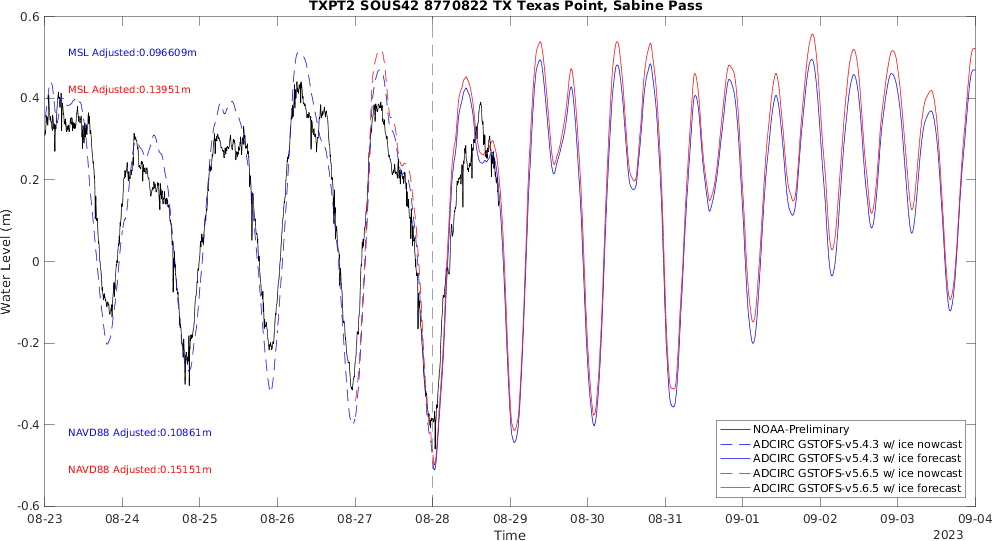 TXPT2 SOUS42 8770822 TX Texas Point, Sabine Pass
0.6
0.4
0.2
0
-0.2
-0.4
-0.6
Water Level (m)
MSL Adjusted:0.096609m
MSL Adjusted:0.13951m
NAVD88 Adjusted:0.10861m
NAVD88 Adjusted:0.15151m
NOAA-Preliminary
ADCIRC GSTOFS-v5.4.3 w/ ice nowcast
ADCIRC GSTOFS-v5.4.3 w/ ice forecast
ADCIRC GSTOFS-v5.6.5 w/ ice nowcast
ADCIRC GSTOFS-v5.6.5 w/ ice forecast
08-23 08-24 08-25 08-26 08-27 08-28 08-29 08-30 08-31 09-01 09-02 09-03 09-04
Time
2023